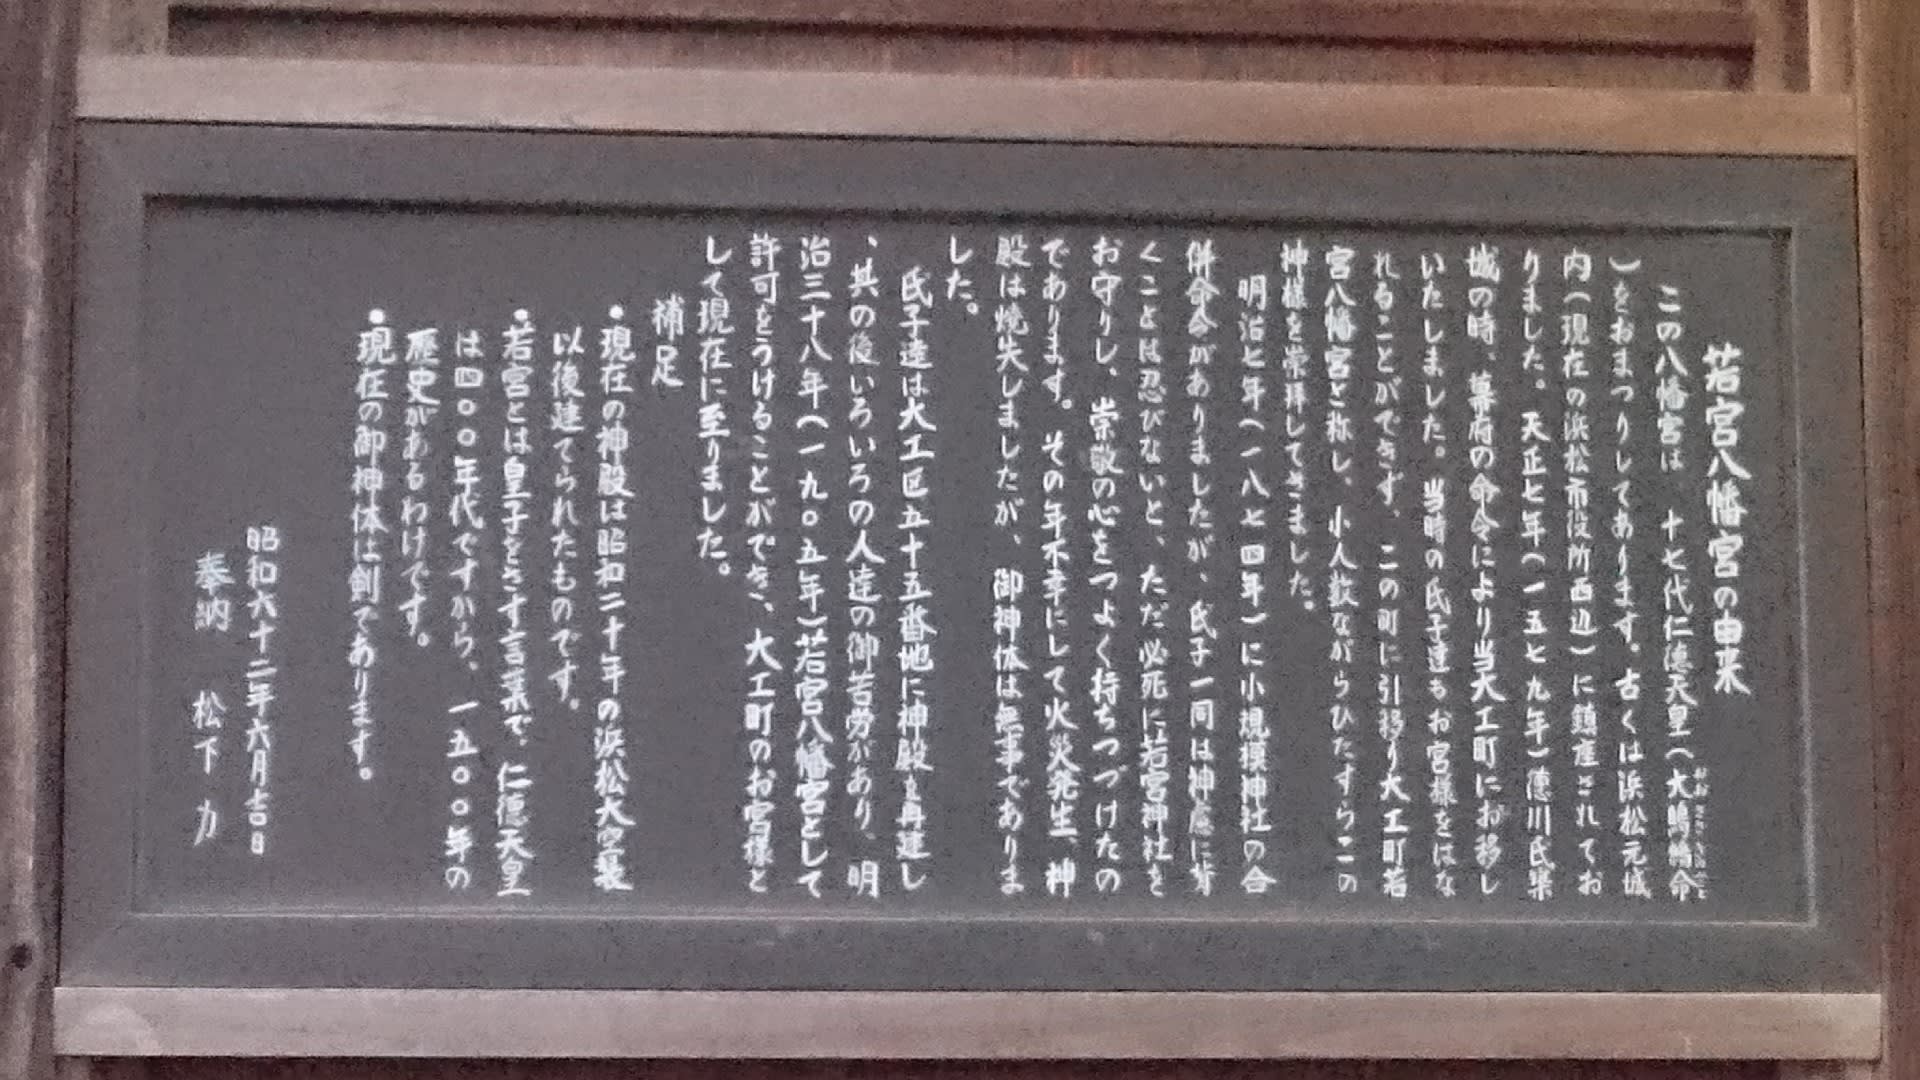 若宮八幡宮の由来
この八幡宮は 十七代仁徳天皇(大鷦鷯命
おおささぎのみこと
)をおまつりしてあります。古くは浜松元城
内(現在の浜松市役所西辺)に鎮座されてお
りました。天正七年(一五七九年)徳川氏築
城の時、幕府の命令により当大工町にお移し
いたしました。当時の氏子達もお宮様をはな
れることができず、この町に引移り大工町若
宮八幡宮と称し、小人数ながらひたすらこの
神様を崇拝してきました。
明治七年(一八七四年)に小規模神社の合
併命令がありましたが、氏子一同は神慮に背
くことは忍びないと、ただ必死に若宮神社を
お守りし、崇敬の心をつよく持ちつづけたの
であります。その年不幸にして火災発生、神
殿は焼失しましたが、御神体は無事でありま
した。
氏子達は大工区五十五番地に神殿を再建し
、其の後いろいろの人達の御苦労があり、明
治三十八年(一九〇五年)若宮八幡宮として
許可をうけることができ、大工町のお宮様と
して現在に至りました。
補足
●現在の神殿は昭和二十年の浜松大空襲
以後建てられたものです。
●若宮とは皇子をさす言葉で、仁徳天皇
は四〇〇年代ですから、一五〇〇年の
歴史があるわけです。
●現在の御神体は剣であります。
昭和六十二年六月吉日
奉納 松下 力